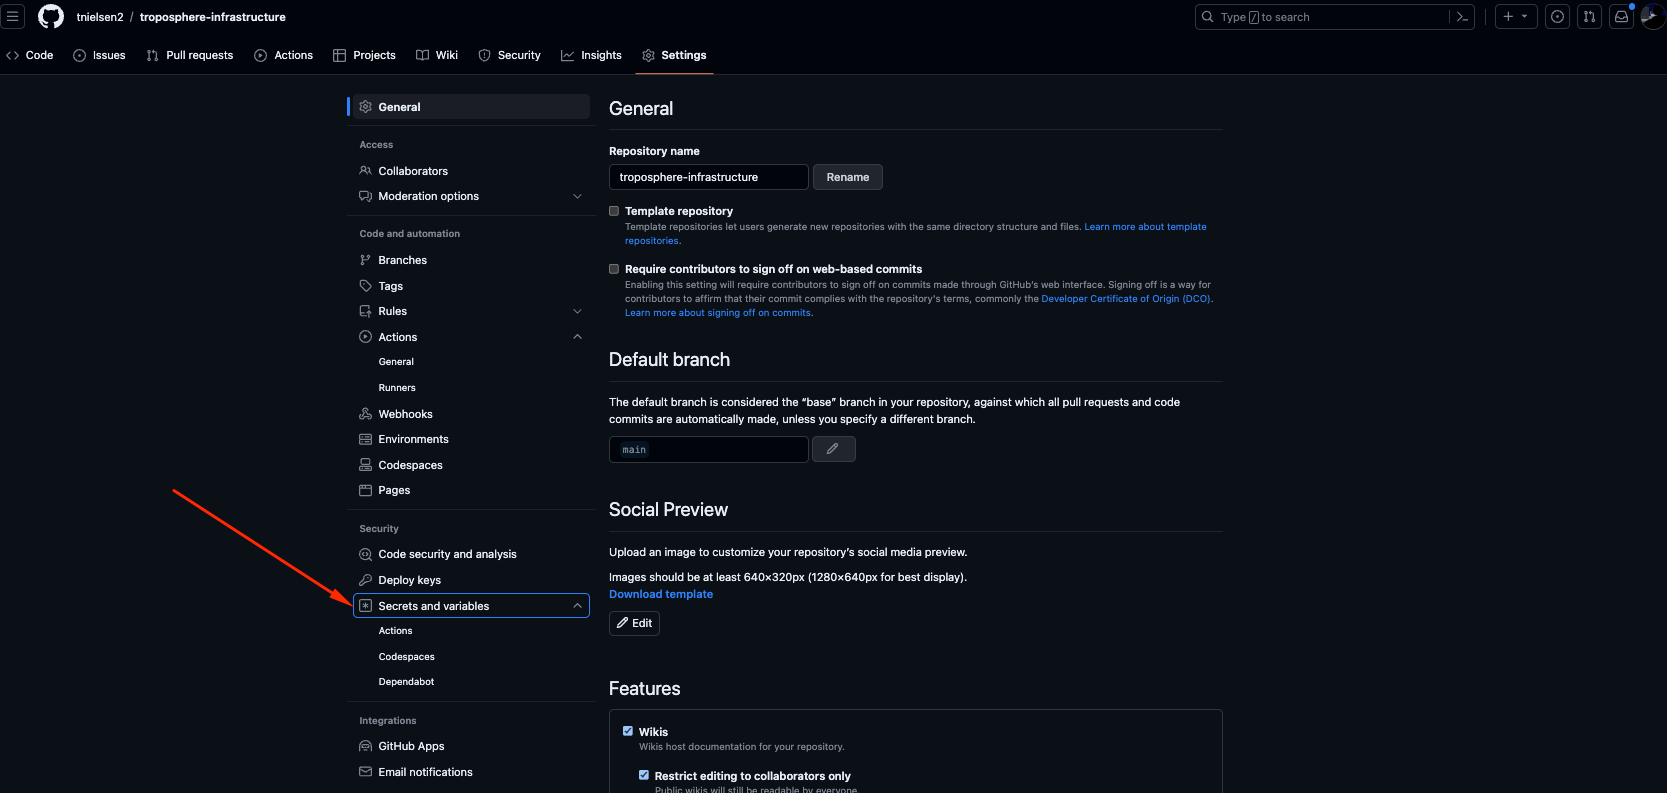 tnielsen2 / troposphere-infrastructure
Type / to search
Code Issues Pull requests Actions Projects Wiki Security Insights Settings
General
Access
Collaborators
Moderation options
Code and automation
Branches
Tags
Rules
Actions
General
Runners
Webhooks
Environments
Codespaces
Pages
Security
Code security and analysis
Deploy keys
Secrets and variables
Actions
Codespaces
Dependabot
Integrations
GitHub Apps
Email notifications
General
Repository name
troposphere-infrastructure Rename
Template repository
Template repositories let users generate new repositories with the same directory structure and files. Learn more about template
repositories.
Require contributors to sign off on web-based commits
Enabling this setting will require contributors to sign off on commits made through GitHub's web interface. Signing off is a way for
contributors to affirm that their commit complies with the repository's terms, commonly the Developer Certificate of Origin (DCO).
Learn more about signing off on commits.
Default branch
The default branch is considered the “base” branch in your repository, against which all pull requests and code
commits are automatically made, unless you specify a different branch.
main
Social Preview
Upload an image to customize your repository's social media preview.
Images should be at least 640×320px (1280×640px for best display).
Download template
Edit
Features
Wikis
Wikis host documentation for your repository.
Restrict editing to collaborators only
Public wikis will still be readable by everyone.